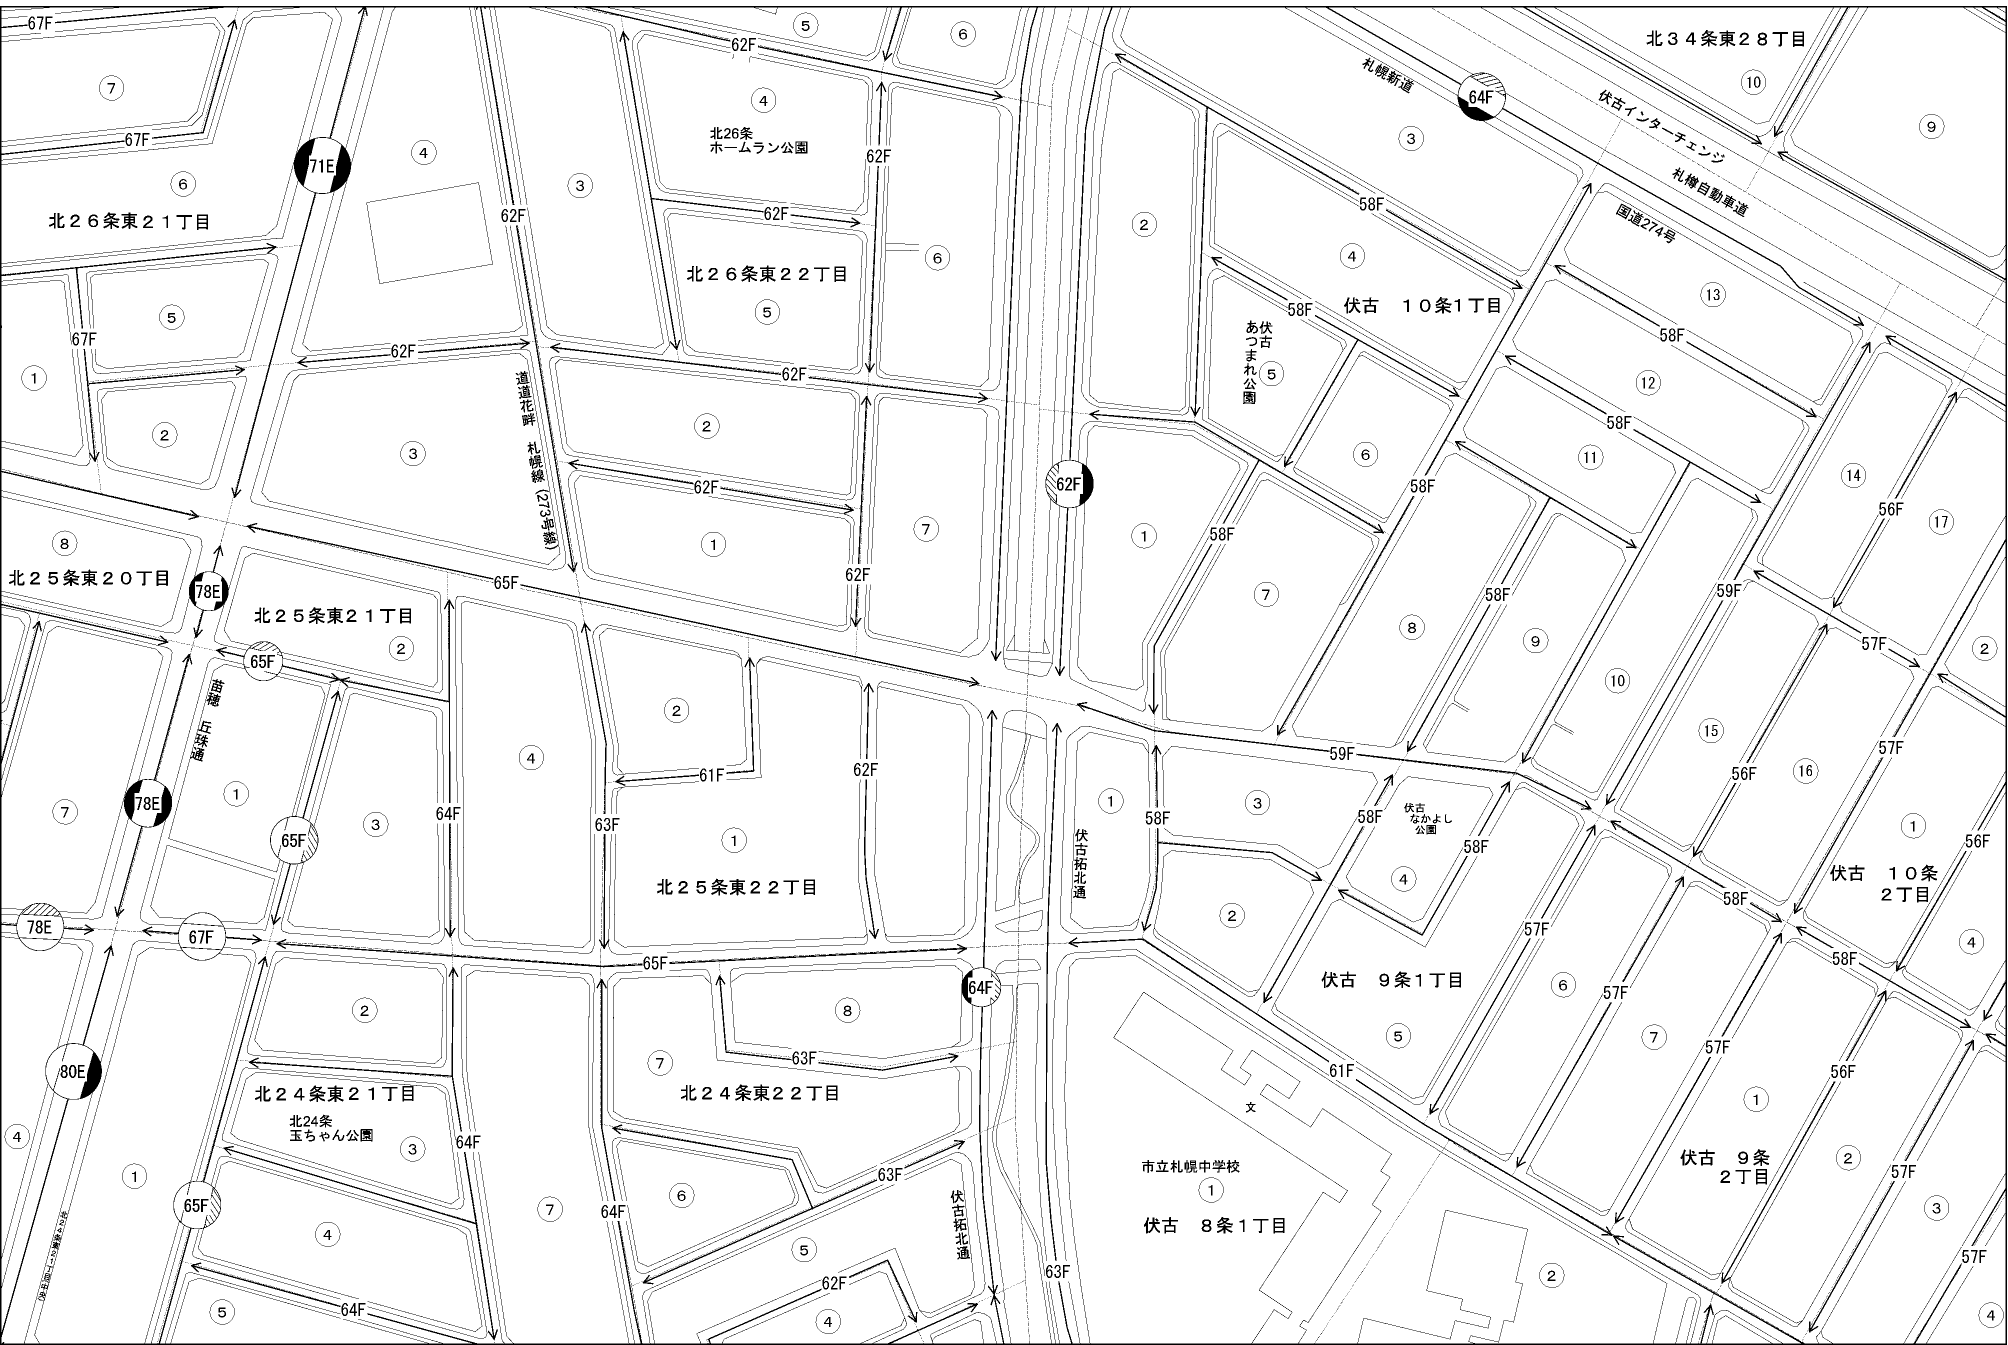 67F
5
62F
6
北３４条東２８丁目
10
札幌新道
64F
伏古インターチェンジ
7
4
9
67F
71E
4
北26条
ホームラン公園
62F
3
札樽自動車道
6
3
62F
62F
58F
国道274号
北２６条東２１丁目
2
6
4
北２６条東２２丁目
5
13
伏古　１０条１丁目
58F
5
67F
62F
伏古
あつまれ公園
5
58F
1
62F
12
道道花畔　札幌線（273号線）
2
2
58F
3
6
11
14
62F
62F
58F
56F
17
7
1
1
58F
8
北２５条東２０丁目
65F
62F
78E
7
58F
59F
北２５条東２１丁目
2
8
9
57F
2
65F
苗穂　丘珠通
2
10
15
57F
4
59F
16
61F
62F
56F
1
78E
3
1
3
伏古
なかよし
公園
7
64F
63F
58F
58F
58F
1
65F
1
伏古拓北通
56F
4
伏古　１０条
２丁目
北２５条東２２丁目
58F
2
78E
67F
57F
4
65F
58F
64F
伏古　９条１丁目
6
57F
2
8
5
7
63F
57F
80E
7
61F
56F
北２４条東２１丁目
北２４条東２２丁目
1
文
北24条
玉ちゃん公園
4
3
64F
伏古　９条
２丁目
2
市立札幌中学校
1
63F
57F
1
6
65F
7
64F
伏古拓北通
伏古　８条１丁目
3
4
5
57F
63F
2
62F
64F
5
4
4